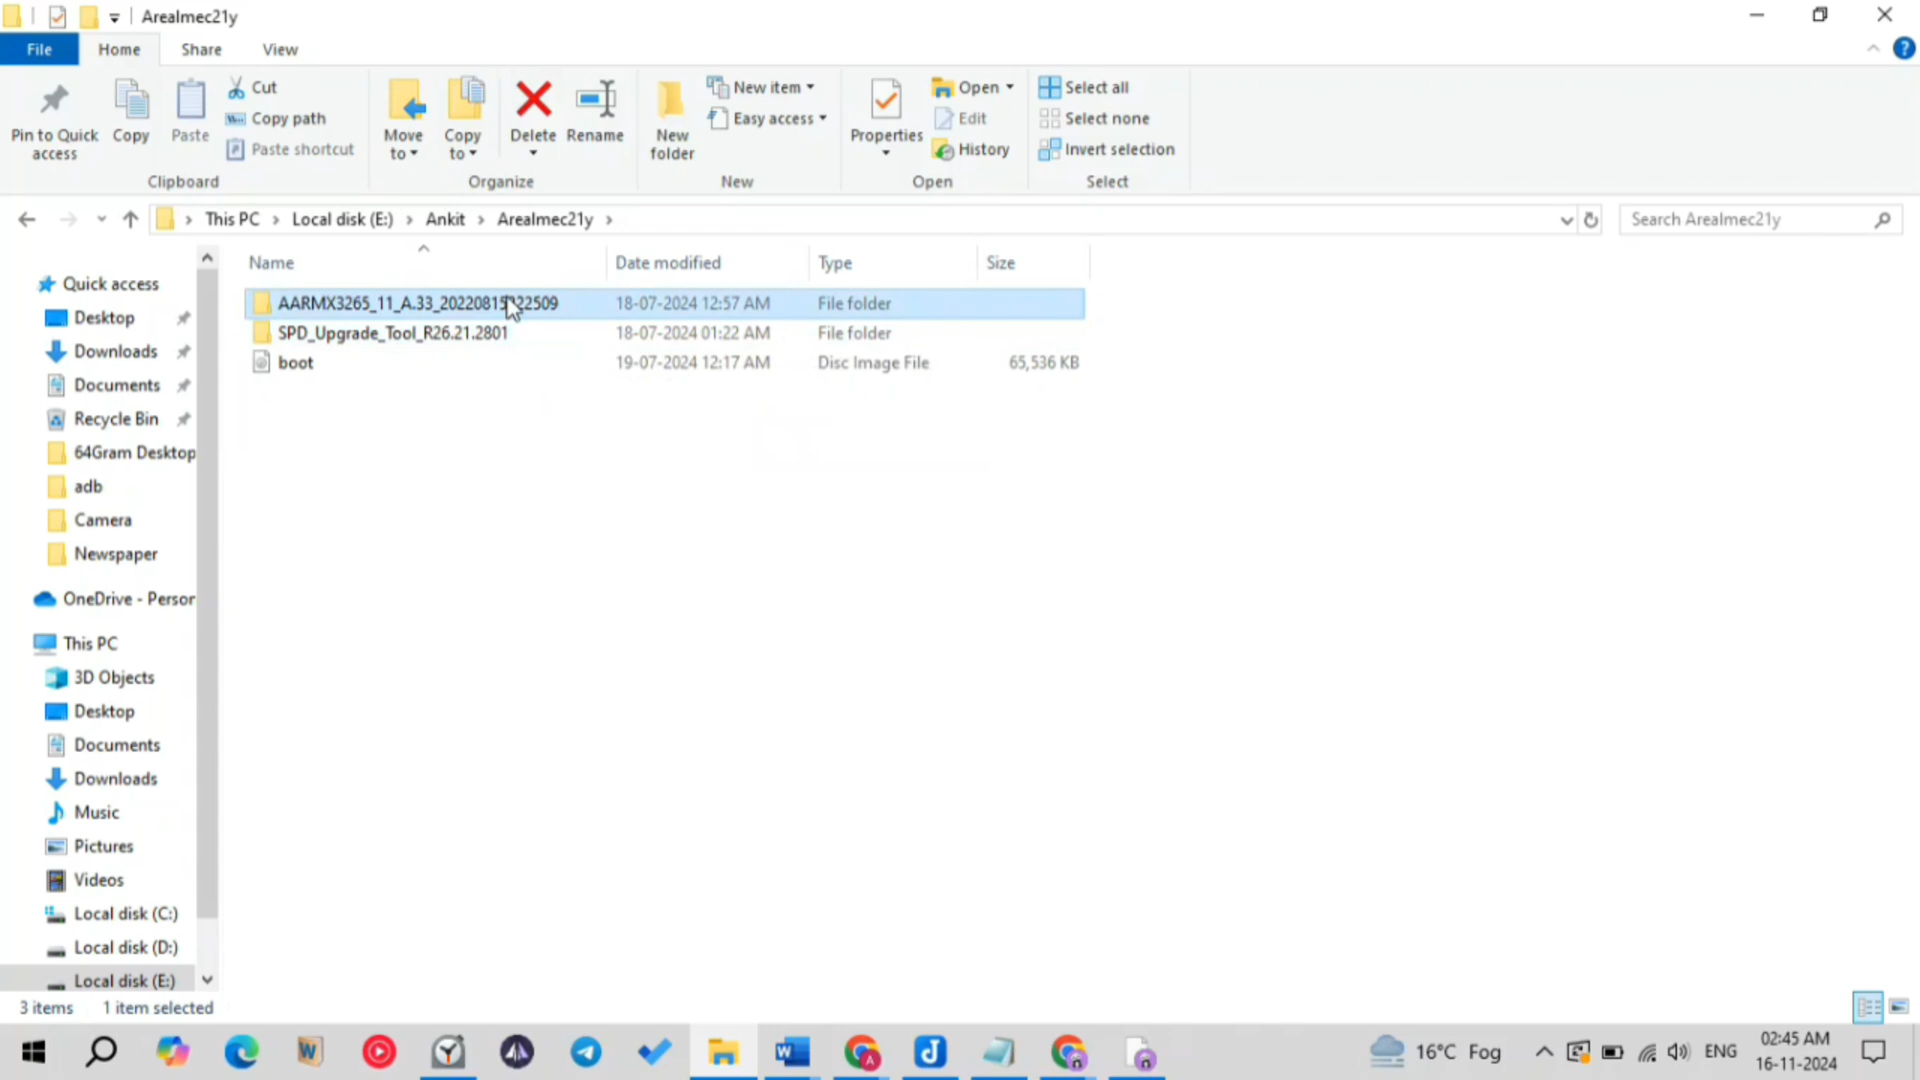 Arealmec21y
File Home Share View
Pin to Quick access
Copy
Paste
Cut
Copy path
Paste shortcut
Clipboard
Move to
Copy to
Delete
Rename
Organize
New folder
New item
Easy access
New
Properties
Open
Edit
History
Open
Select all
Select none
Invert selection
Select
This PC > Local disk (E:) > Ankit > Arealmec21y >
Search Arealmec21y
Name Date modified Type Size
18-07-2024 12:57 AM File folder
SPD_Upgrade_Tool_R26.21.2801 18-07-2024 01:22 AM File folder
boot 19-07-2024 12:17 AM Disc Image File 65,536 KB
Quick access
Desktop
Downloads
Documents
Recycle Bin
64Gram Desktop
adb
Camera
Newspaper
OneDrive - Person
This PC
3D Objects
Desktop
Documents
Downloads
Music
Pictures
Videos
Local disk (C:)
Local disk (D:)
Local disk (E:)
3 items 1 item selected
16°C Fog
ENG
02:45 AM
16-11-2024